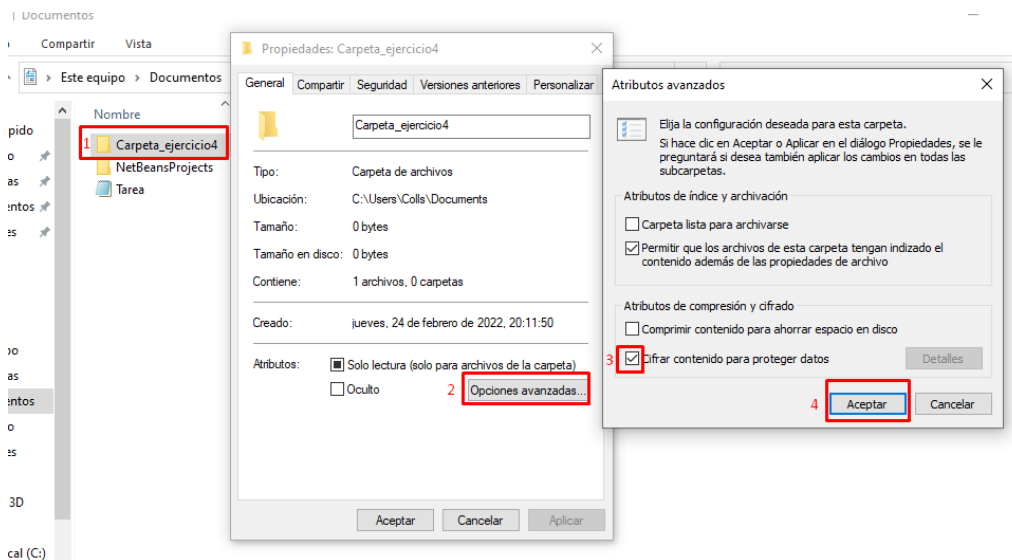 Documentos
Compartir Vista
Este equipo > Documentos
pido
o
as
entos
es
oo
as
entos
o
es
3D
cal (C:)
Nombre
1 Carpeta_ejercicio4
NetBeansProjects
Tarea
Propiedades: Carpeta_ejercicio4
General Compartir Seguridad Versiones anteriores Personalizar
Carpeta_ejercicio4
Tipo: Carpeta de archivos
Ubicación: C:\Users\Colls\Documents
Tamaño: 0 bytes
Tamaño en disco: 0 bytes
Contiene: 1 archivos, 0 carpetas
Creado: jueves, 24 de febrero de 2022, 20:11:50
Atributos: Solo lectura (solo para archivos de la carpeta)
Oculto 2 Opciones avanzadas...
Aceptar Cancelar Aplicar
Atributos avanzados
Elija la configuración deseada para esta carpeta.
Si hace clic en Aceptar o Aplicar en el diálogo Propiedades, se le
preguntará si desea también aplicar los cambios en todas las
subcarpetas.
Atributos de índice y archivación
Carpeta lista para archivarse
Permitir que los archivos de esta carpeta tengan indizado el
contenido además de las propiedades de archivo
Atributos de compresión y cifrado
Comprimir contenido para ahorrar espacio en disco
3 Cifrar contenido para proteger datos Detalles
4 Aceptar Cancelar